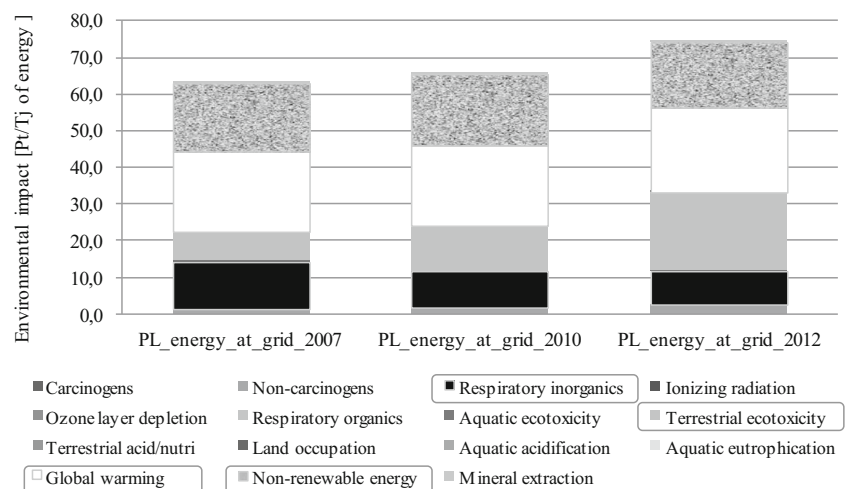 Environmental impact [Pt/Tj of energy ]
80,0
70,0
60,0
50,0
40,0
30,0
20,0
10,0
0,0
PL_energy_at_grid_2007 PL_energy_at_grid_2010 PL_energy_at_grid_2012
Carcinogens Non-carcinogens Respiratory inorganics Ionizing radiation
Ozone layer depletion Respiratory organics Aquatic ecotoxicity Terrestrial ecotoxicity
Terrestrial acid/nutri Land occupation Aquatic acidification Aquatic eutrophication
Global warming Non-renewable energy Mineral extraction